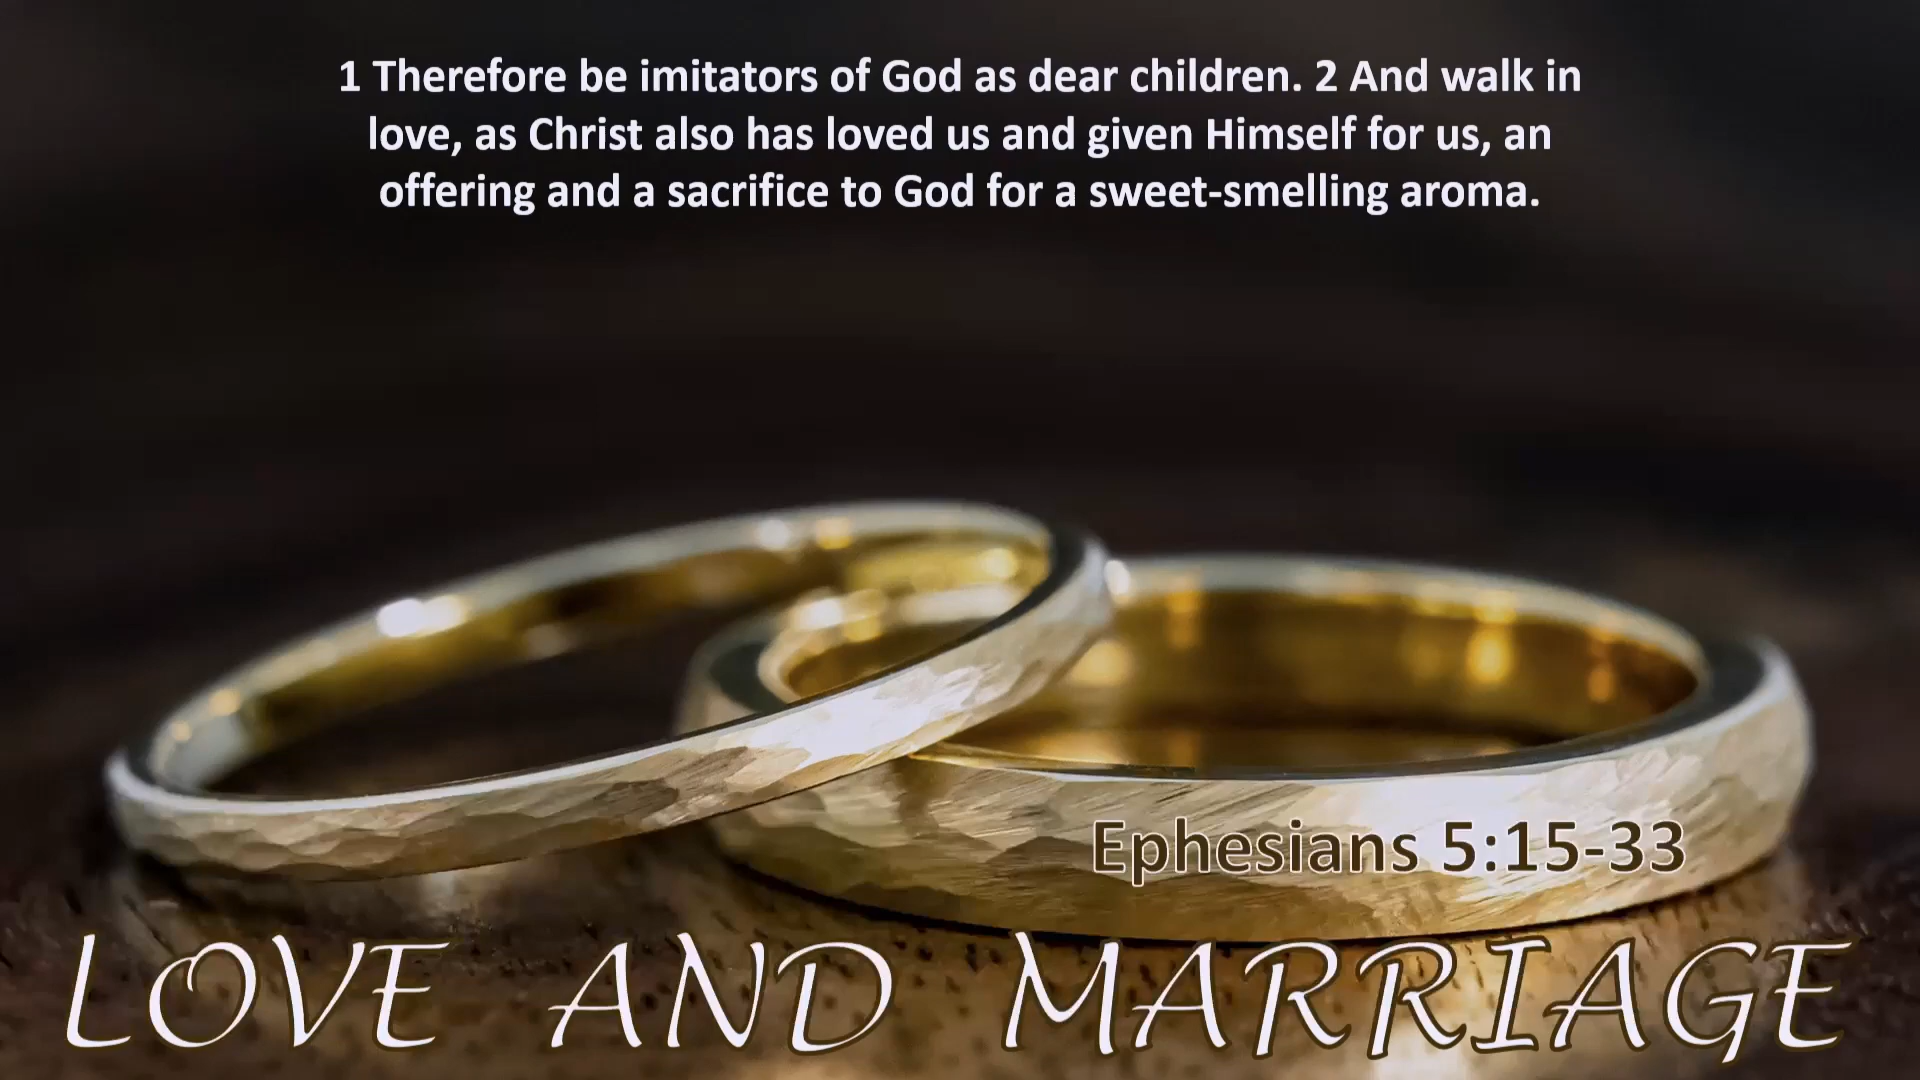 1 Therefore be imitators of God as dear children. 2 And walk in
love, as Christ also has loved us and given Himself for us, an
offering and a sacrifice to God for a sweet-smelling aroma.
Ephesians 5:15-33
LOVE AND MARRIAGE